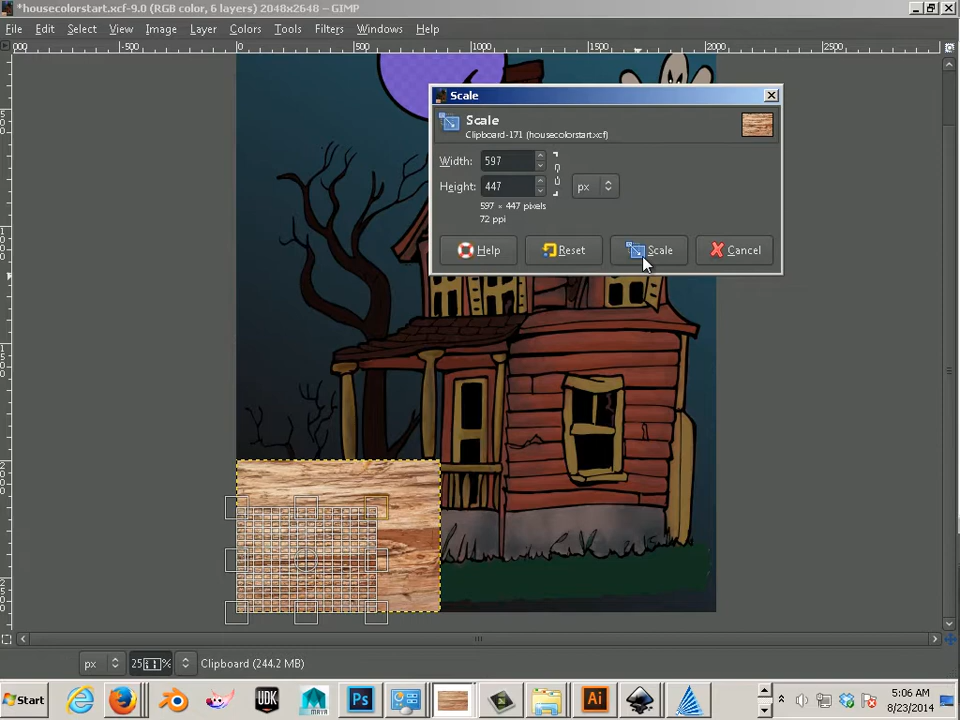 *housecolorstart.xcf-9.0 (RGB color, 6 layers) 2048x2648 – GIMP
File Edit Select View Image Layer Colors Tools Filters Windows Help
-500 0 500 1000 1500 2000 2500
Scale
Scale
Clipboard-171 (housecolorstart.xcf)
Width: 597
Height: 447 px
597 × 447 pixels
72 ppi
Help Reset Scale Cancel
px 25 % Clipboard (244.2 MB)
Start UDK MAYA Ps Ai 5:06 AM
8/23/2014